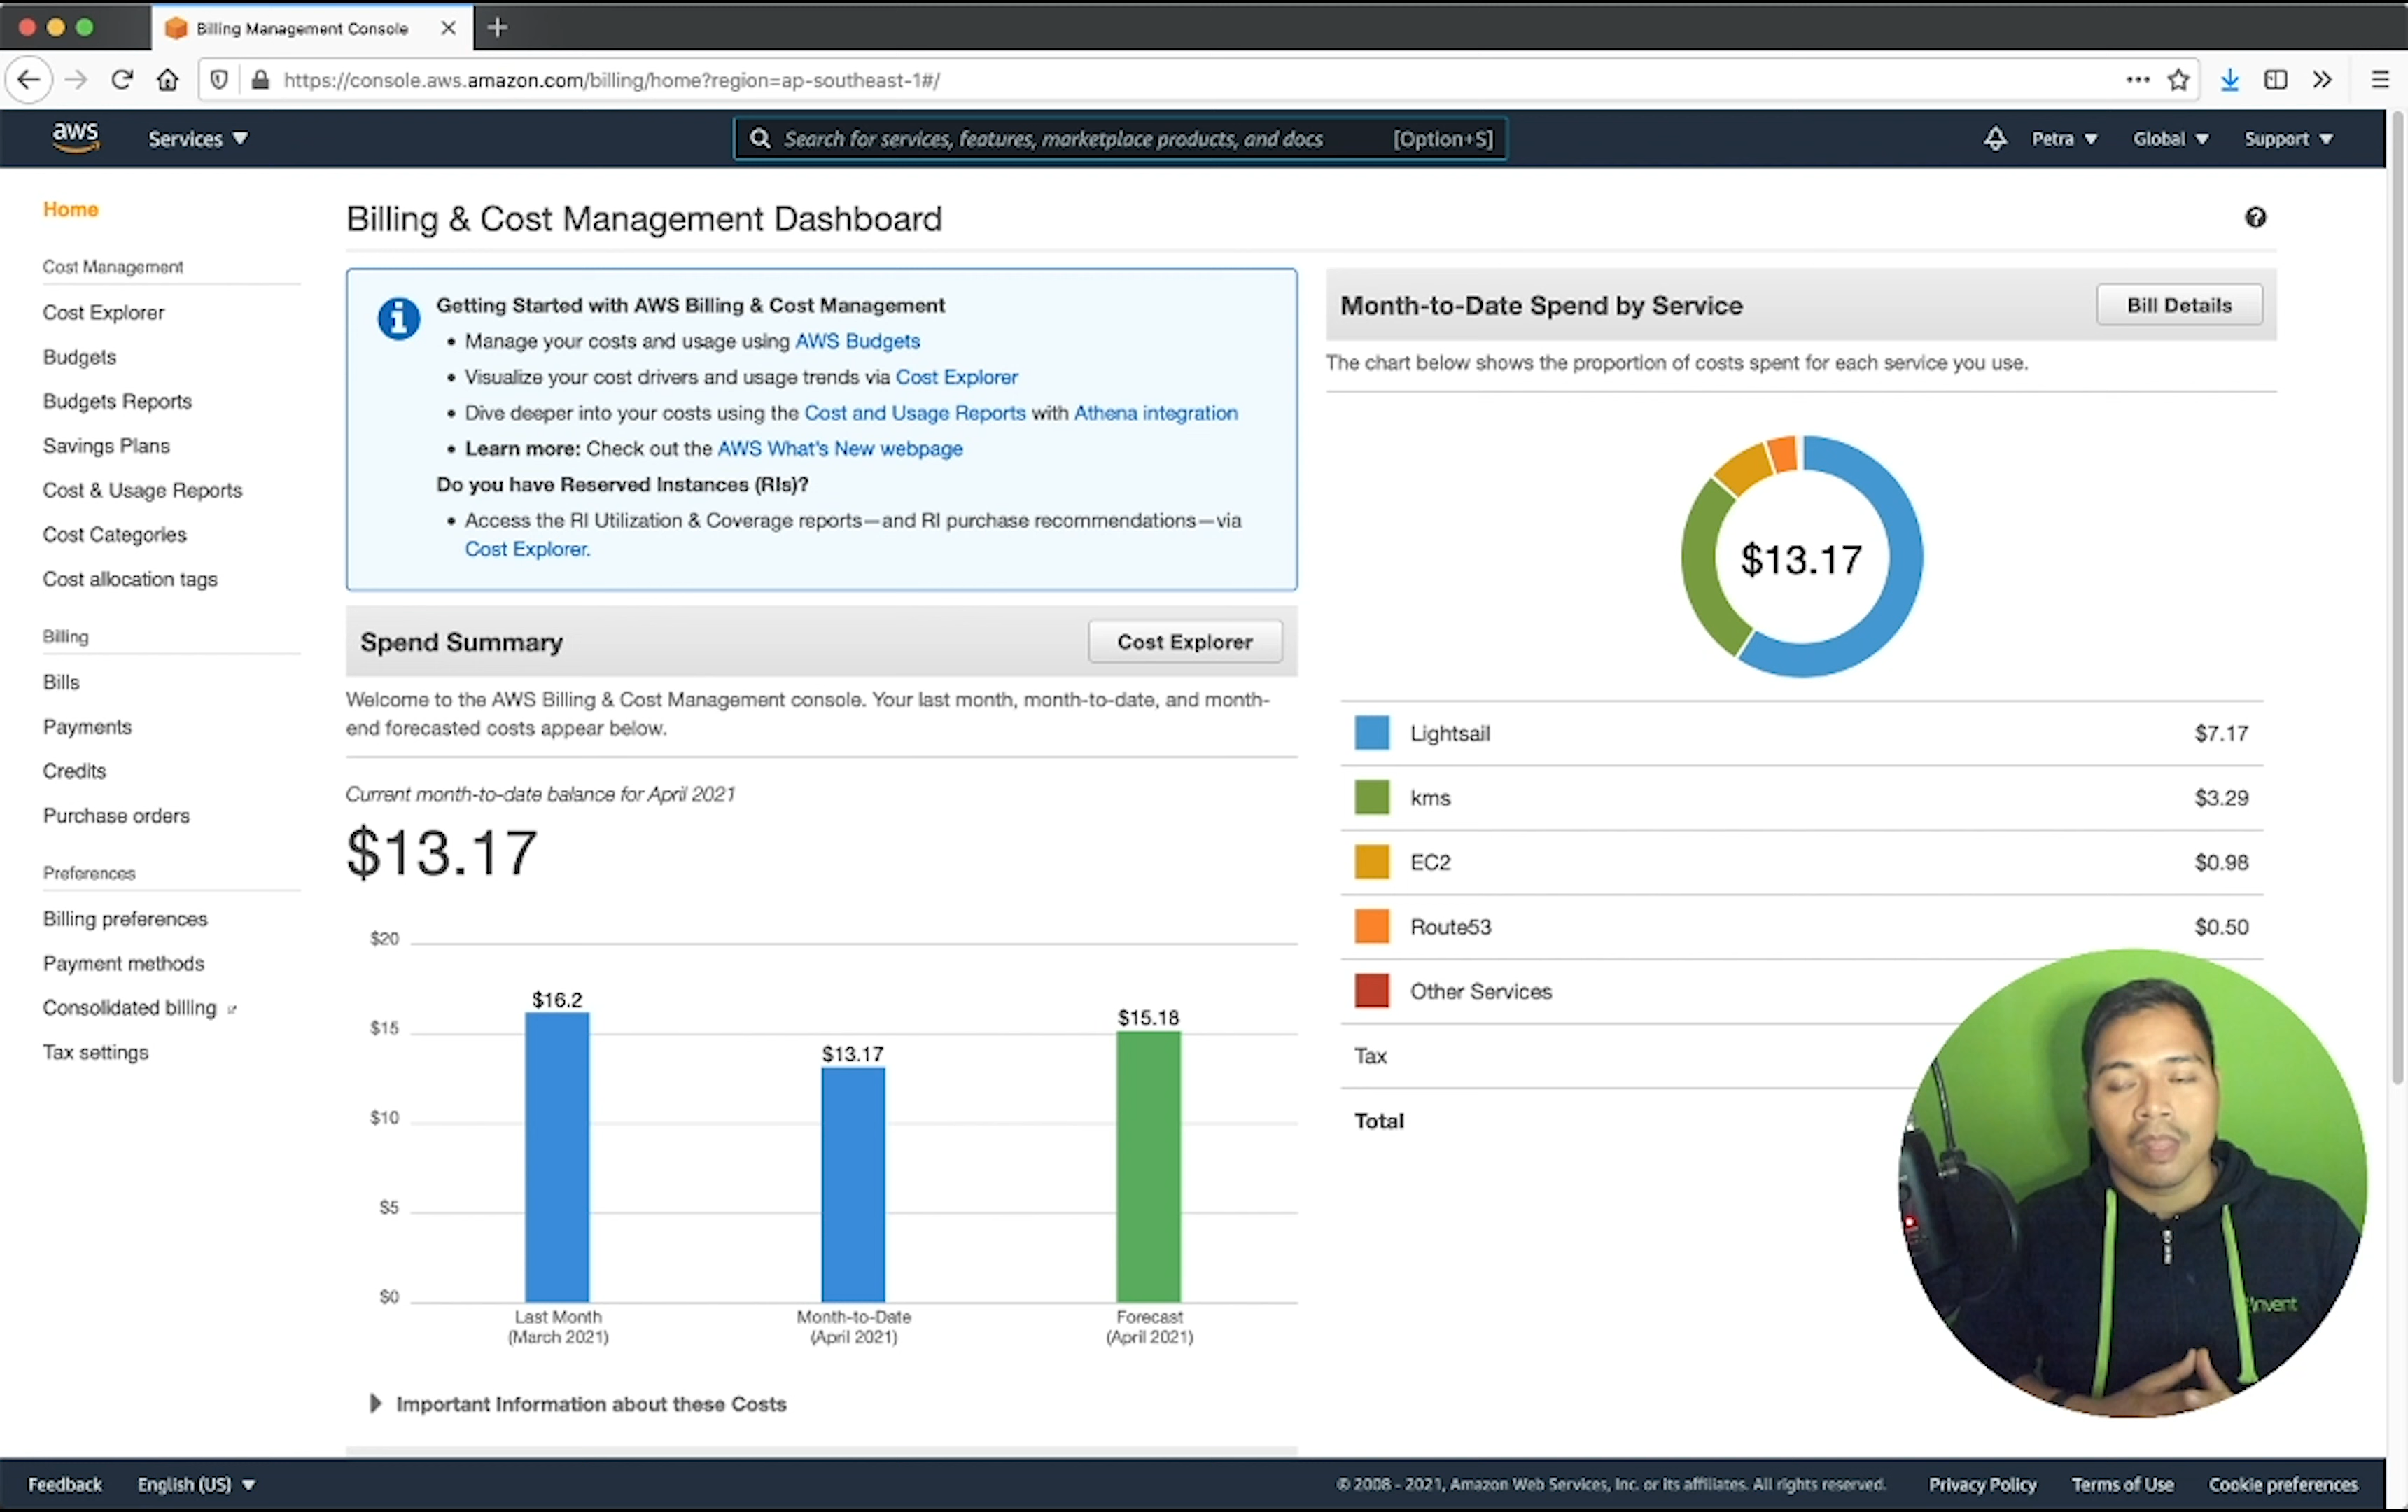 Billing Management Console
https://console.aws.amazon.com/billing/home?region=ap-southeast-1#/
aws
Services
Search for services, features, marketplace products, and docs
[Option+S]
Petra
Global
Support
Home
Cost Management
Cost Explorer
Budgets
Budgets Reports
Savings Plans
Cost & Usage Reports
Cost Categories
Cost allocation tags
Billing
Bills
Payments
Credits
Purchase orders
Preferences
Billing preferences
Payment methods
Consolidated billing
Tax settings
Billing & Cost Management Dashboard
Getting Started with AWS Billing & Cost Management
• Manage your costs and usage using AWS Budgets
• Visualize your cost drivers and usage trends via Cost Explorer
• Dive deeper into your costs using the Cost and Usage Reports with Athena integration
• Learn more: Check out the AWS What's New webpage
Do you have Reserved Instances (RIs)?
• Access the RI Utilization & Coverage reports—and RI purchase recommendations—via
Cost Explorer.
Spend Summary
Cost Explorer
Welcome to the AWS Billing & Cost Management console. Your last month, month-to-date, and month-
end forecasted costs appear below.
Current month-to-date balance for April 2021
$13.17
$20
$15
$10
$5
$0
$16.2
$13.17
$15.18
Last Month
(March 2021)
Month-to-Date
(April 2021)
Forecast
(April 2021)
Important Information about these Costs
Month-to-Date Spend by Service
Bill Details
The chart below shows the proportion of costs spent for each service you use.
$13.17
Lightsail $7.17
kms $3.29
EC2 $0.98
Route53 $0.50
Other Services
Tax
Total
Feedback
English (US)
© 2008 - 2021, Amazon Web Services, Inc. or its affiliates. All rights reserved.
Privacy Policy
Terms of Use
Cookie preferences